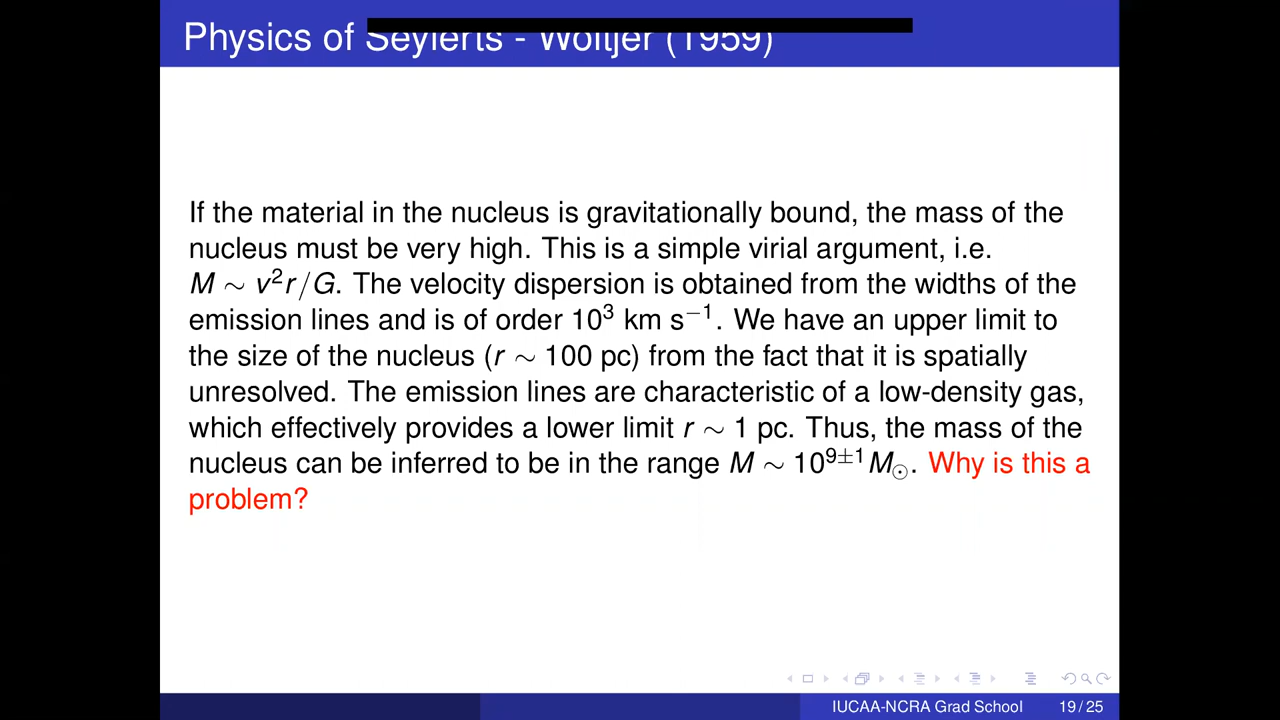 Physics of Seyferts - Woltjer (1959)
If the material in the nucleus is gravitationally bound, the mass of the
nucleus must be very high. This is a simple virial argument, i.e.
M ∼ v²r/G. The velocity dispersion is obtained from the widths of the
emission lines and is of order 10³ km s⁻¹. We have an upper limit to
the size of the nucleus (r ∼ 100 pc) from the fact that it is spatially
unresolved. The emission lines are characteristic of a low-density gas,
which effectively provides a lower limit r ∼ 1 pc. Thus, the mass of the
nucleus can be inferred to be in the range M ∼ 10⁹±¹M☉. Why is this a
problem?
IUCAA-NCRA Grad School 19/25